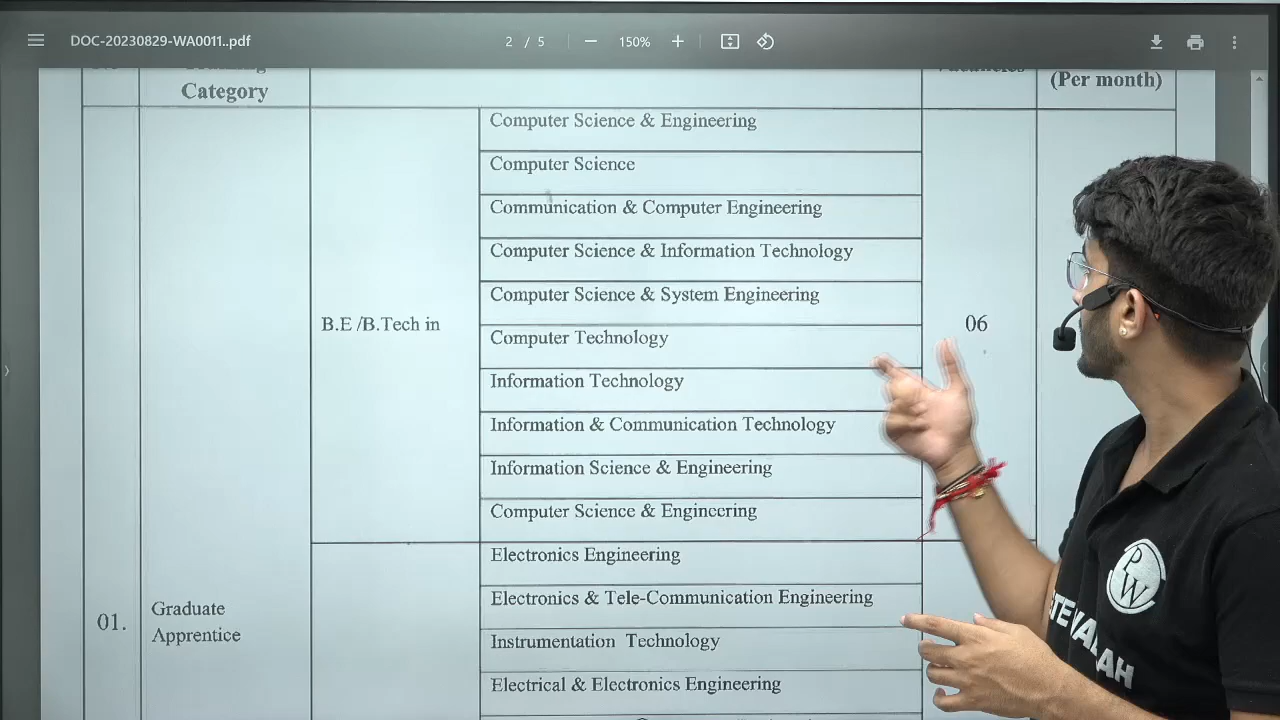 DOC-20230829-WA0011..pdf
2 / 5
150%
Category
(Per month)
Computer Science & Engineering
Computer Science
Communication & Computer Engineering
Computer Science & Information Technology
Computer Science & System Engineering
B.E /B.Tech in
06
Computer Technology
Information Technology
Information & Communication Technology
Information Science & Engineering
Computer Science & Engineering
Electronics Engineering
Electronics & Tele-Communication Engineering
01.
Graduate
Apprentice
Instrumentation Technology
Electrical & Electronics Engineering
PW